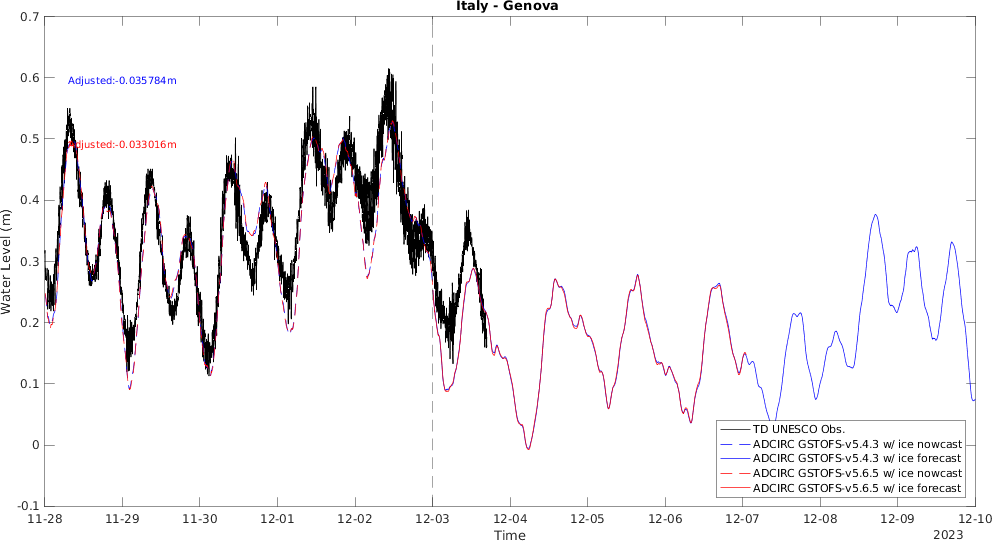 Italy - Genova
0.7
0.6
0.5
0.4
0.3
0.2
0.1
0
-0.1
Water Level (m)
Adjusted:-0.035784m
Adjusted:-0.033016m
TD UNESCO Obs.
ADCIRC GSTOFS-v5.4.3 w/ ice nowcast
ADCIRC GSTOFS-v5.4.3 w/ ice forecast
ADCIRC GSTOFS-v5.6.5 w/ ice nowcast
ADCIRC GSTOFS-v5.6.5 w/ ice forecast
11-28 11-29 11-30 12-01 12-02 12-03 12-04 12-05 12-06 12-07 12-08 12-09 12-10
Time
2023